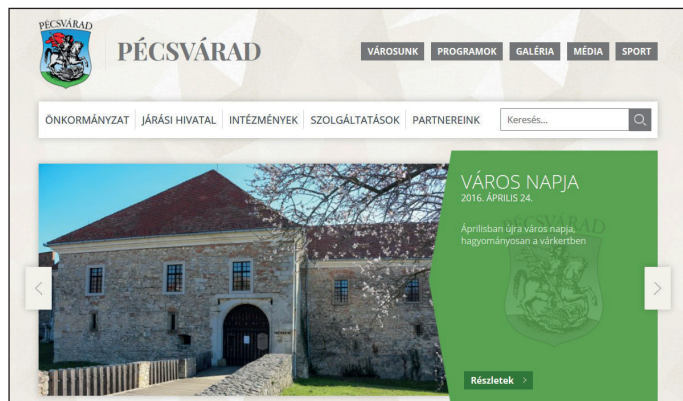 PÉCSVÁRAD
PÉCSVÁRAD
VÁROSUNK PROGRAMOK GALÉRIA MÉDIA SPORT
ÖNKORMÁNYZAT JÁRÁSI HIVATAL INTÉZMÉNYEK SZOLGÁLTATÁSOK PARTNEREINK Keresés...
VÁROS NAPJA
2016. ÁPRILIS 24.
PÉCSVÁRAD
Áprilisban újra város napja,
hagyományosan a várkertben
Részletek >